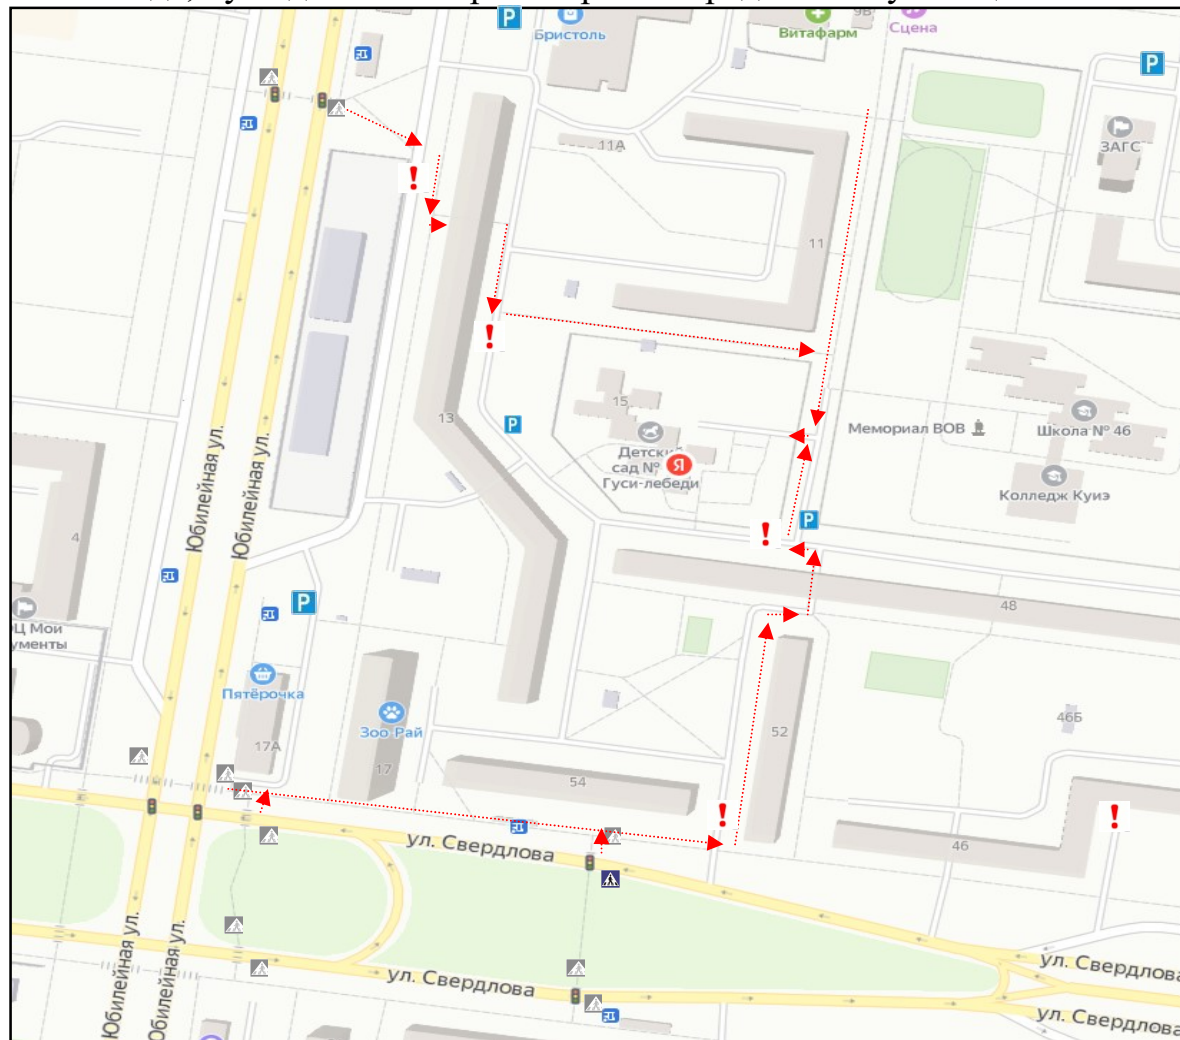 Бристоль
Витафарм
9В
Сцена
P
P
ЗАГС
11А
11
13
15
P
Детский
сад №
Гуси-лебеди
Я
Мемориал ВОВ
Школа № 46
Колледж Куиэ
Юбилейная ул.
Юбилейная ул.
P
4
P
48
Ц Мои
ументы
Пятёрочка
Зоо-Рай
17А
17
52
46Б
54
46
ул. Свердлова
Юбилейная ул.
Юбилейная ул.
ул. Свердлова
ул. Свердлова
ул. Свердлова